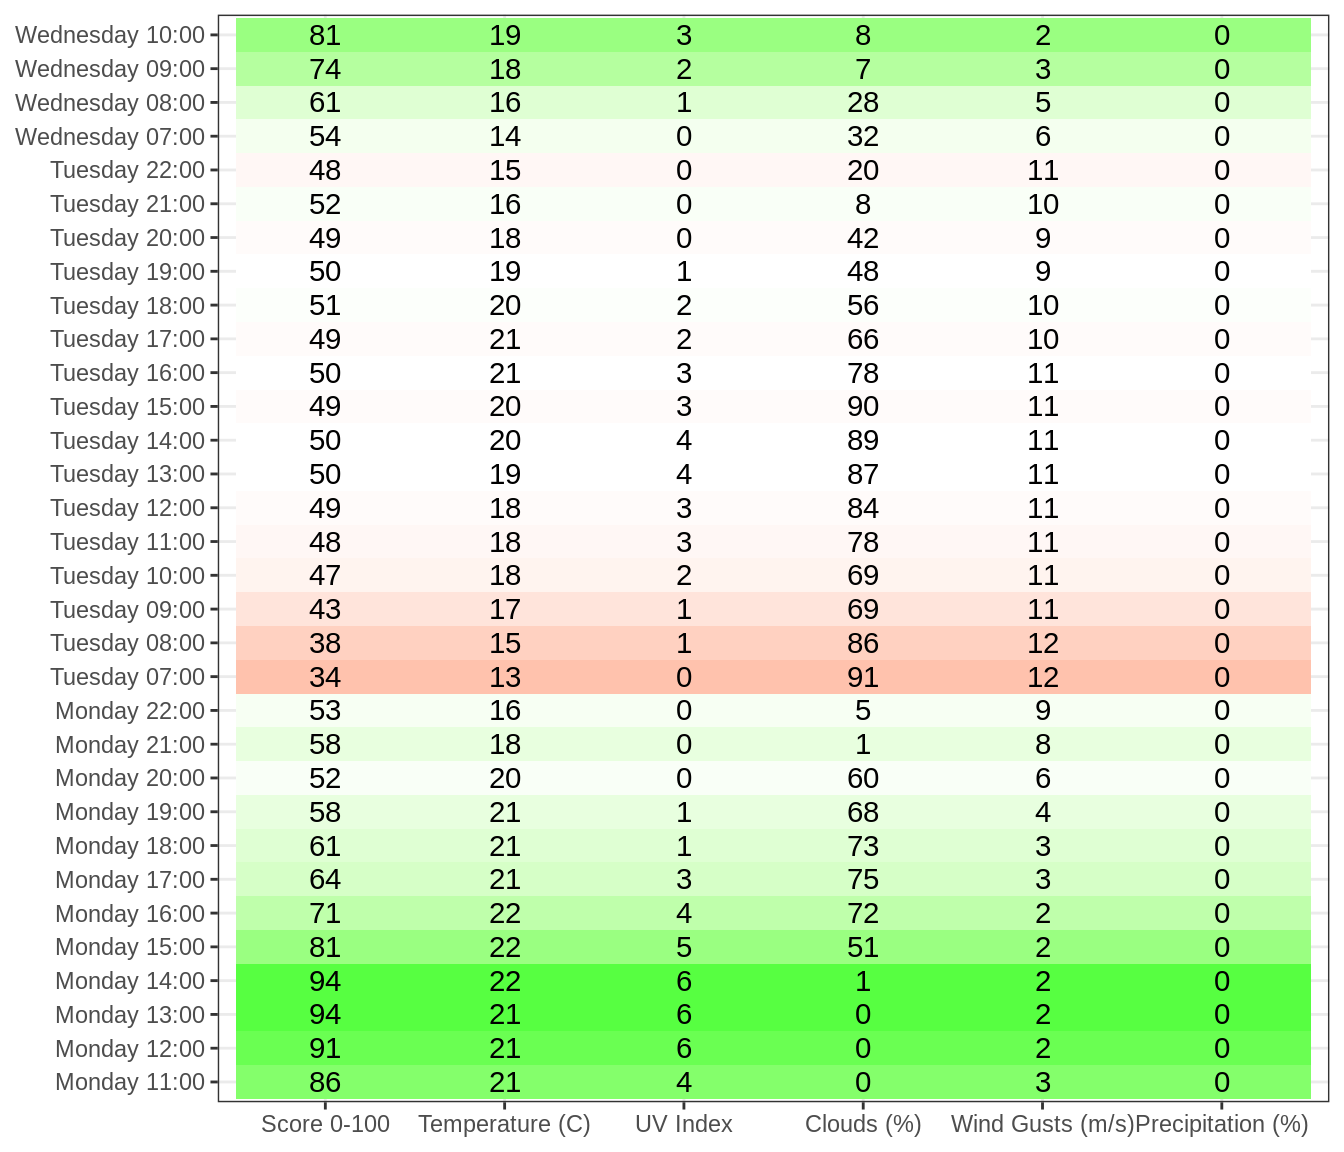 Wednesday 10:00 81 19 3 8 2 0
Wednesday 09:00 74 18 2 7 3 0
Wednesday 08:00 61 16 1 28 5 0
Wednesday 07:00 54 14 0 32 6 0
Tuesday 22:00 48 15 0 20 11 0
Tuesday 21:00 52 16 0 8 10 0
Tuesday 20:00 49 18 0 42 9 0
Tuesday 19:00 50 19 1 48 9 0
Tuesday 18:00 51 20 2 56 10 0
Tuesday 17:00 49 21 2 66 10 0
Tuesday 16:00 50 21 3 78 11 0
Tuesday 15:00 49 20 3 90 11 0
Tuesday 14:00 50 20 4 89 11 0
Tuesday 13:00 50 19 4 87 11 0
Tuesday 12:00 49 18 3 84 11 0
Tuesday 11:00 48 18 3 78 11 0
Tuesday 10:00 47 18 2 69 11 0
Tuesday 09:00 43 17 1 69 11 0
Tuesday 08:00 38 15 1 86 12 0
Tuesday 07:00 34 13 0 91 12 0
Monday 22:00 53 16 0 5 9 0
Monday 21:00 58 18 0 1 8 0
Monday 20:00 52 20 0 60 6 0
Monday 19:00 58 21 1 68 4 0
Monday 18:00 61 21 1 73 3 0
Monday 17:00 64 21 3 75 3 0
Monday 16:00 71 22 4 72 2 0
Monday 15:00 81 22 5 51 2 0
Monday 14:00 94 22 6 1 2 0
Monday 13:00 94 21 6 0 2 0
Monday 12:00 91 21 6 0 2 0
Monday 11:00 86 21 4 0 3 0
Score 0-100 Temperature (C) UV Index Clouds (%) Wind Gusts (m/s) Precipitation (%)